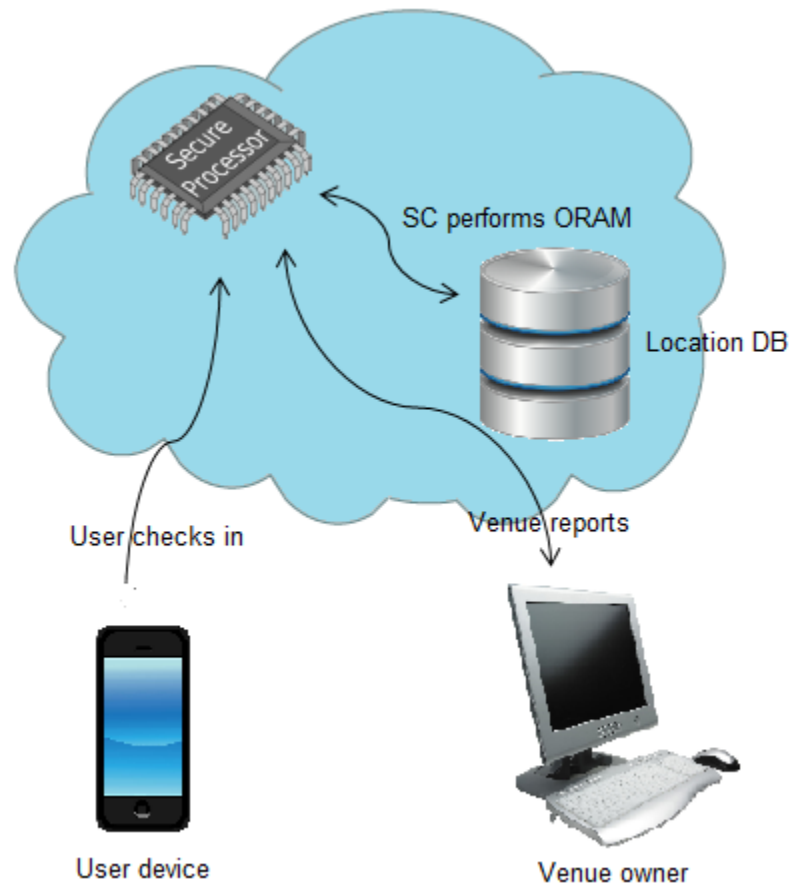 Secure
Processor
SC performs ORAM
Location DB
User checks in
Venue reports
User device
Venue owner